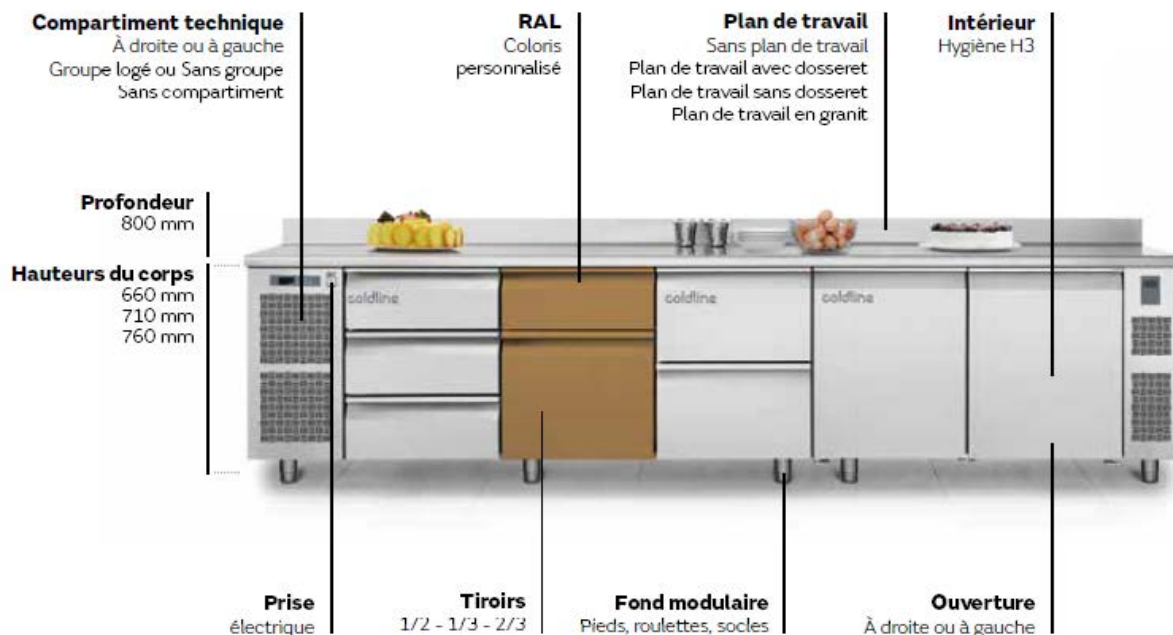 Compartiment technique
À droite ou à gauche
Groupe logé ou Sans groupe
Sans compartiment
RAL
Coloris
personnalisé
Plan de travail
Sans plan de travail
Plan de travail avec dosseret
Plan de travail sans dosseret
Plan de travail en granit
Intérieur
Hygiène H3
Profondeur
800 mm
Hauteurs du corps
660 mm
710 mm
760 mm
coldline
coldline
coldline
Prise
électrique
Tiroirs
1/2 - 1/3 - 2/3
Fond modulaire
Pieds, roulettes, socles
Ouverture
À droite ou à gauche